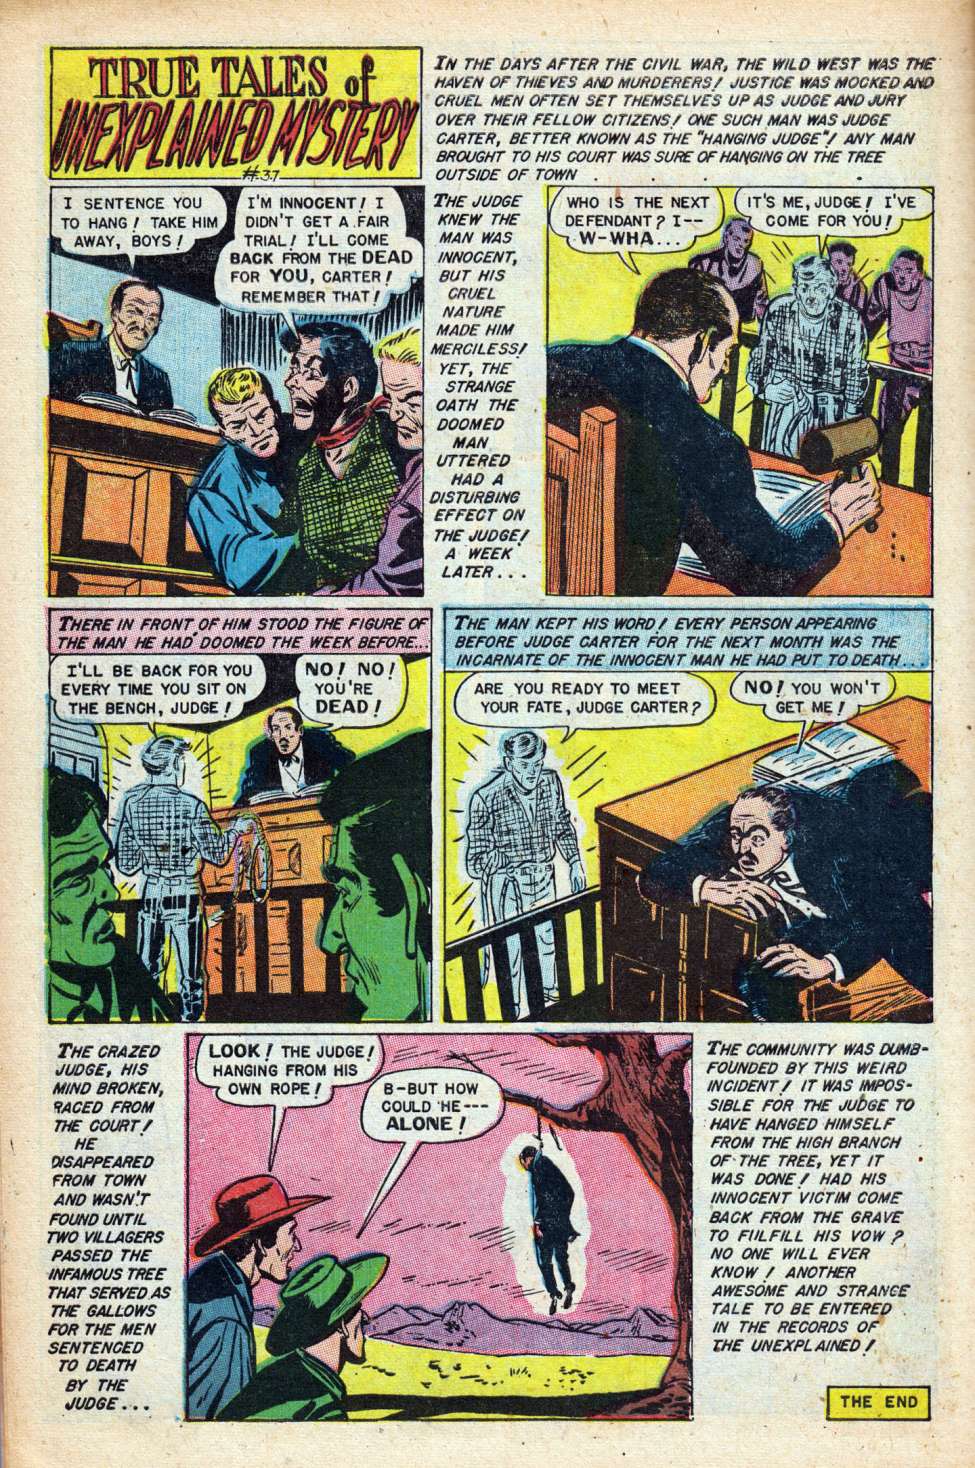 TRUE TALES of
UNEXPLAINED MYSTERY
#37
IN THE DAYS AFTER THE CIVIL WAR, THE WILD WEST WAS THE
HAVEN OF THIEVES AND MURDERERS! JUSTICE WAS MOCKED AND
CRUEL MEN OFTEN SET THEMSELVES UP AS JUDGE AND JURY
OVER THEIR FELLOW CITIZENS! ONE SUCH MAN WAS JUDGE
CARTER, BETTER KNOWN AS THE "HANGING JUDGE"! ANY MAN
BROUGHT TO HIS COURT WAS SURE OF HANGING ON THE TREE
OUTSIDE OF TOWN . . . . . .
I SENTENCE YOU
TO HANG! TAKE HIM
AWAY, BOYS!
I'M INNOCENT! I
DIDN'T GET A FAIR
TRIAL! I'LL COME
BACK FROM THE DEAD
FOR YOU, CARTER!
REMEMBER THAT!
THE JUDGE
KNEW THE
MAN WAS
INNOCENT,
BUT HIS
CRUEL
NATURE
MADE HIM
MERCILESS!
YET, THE
STRANGE
OATH THE
DOOMED
MAN
UTTERED
HAD A
DISTURBING
EFFECT ON
THE JUDGE!
A WEEK
LATER...
WHO IS THE NEXT
DEFENDANT? I--
W-WHA...
IT'S ME, JUDGE! I'VE
COME FOR YOU!
THERE IN FRONT OF HIM STOOD THE FIGURE OF
THE MAN HE HAD DOOMED THE WEEK BEFORE...
I'LL BE BACK FOR YOU
EVERY TIME YOU SIT ON
THE BENCH, JUDGE!
NO! NO!
YOU'RE
DEAD!
THE MAN KEPT HIS WORD! EVERY PERSON APPEARING
BEFORE JUDGE CARTER FOR THE NEXT MONTH WAS THE
INCARNATE OF THE INNOCENT MAN HE HAD PUT TO DEATH...
ARE YOU READY TO MEET
YOUR FATE, JUDGE CARTER?
NO! YOU WON'T
GET ME!
THE CRAZED
JUDGE, HIS
MIND BROKEN,
RACED FROM
THE COURT!
HE
DISAPPEARED
FROM TOWN
AND WASN'T
FOUND UNTIL
TWO VILLAGERS
PASSED THE
INFAMOUS TREE
THAT SERVED AS
THE GALLOWS
FOR THE MEN
SENTENCED
TO DEATH
BY THE
JUDGE...
LOOK! THE JUDGE!
HANGING FROM HIS
OWN ROPE!
B-BUT HOW
COULD HE---
ALONE!
THE COMMUNITY WAS DUMB-
FOUNDED BY THIS WEIRD
INCIDENT! IT WAS IMPOS-
SIBLE FOR THE JUDGE TO
HAVE HANGED HIMSELF
FROM THE HIGH BRANCH
OF THE TREE, YET IT
WAS DONE! HAD HIS
INNOCENT VICTIM COME
BACK FROM THE GRAVE
TO FULFILL HIS VOW?
NO ONE WILL EVER
KNOW! ANOTHER
AWESOME AND STRANGE
TALE TO BE ENTERED
IN THE RECORDS OF
THE UNEXPLAINED!
THE END